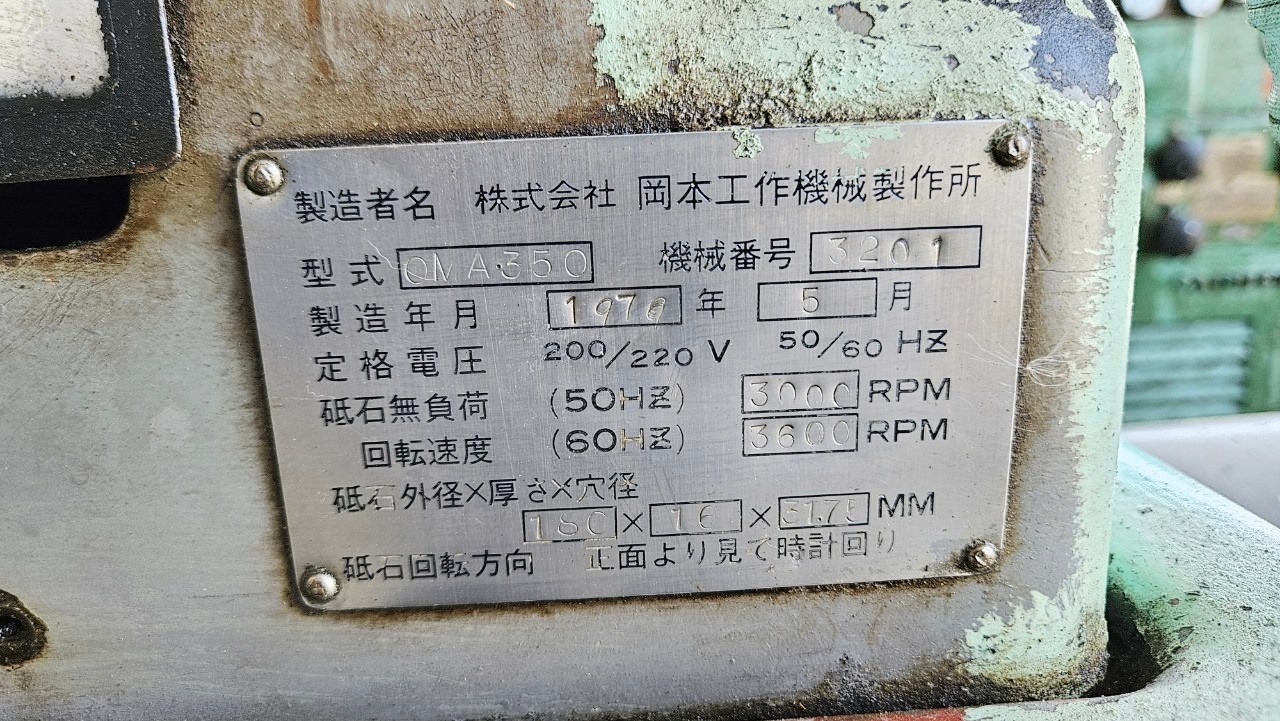 製造者名 株式会社 岡本工作機械製作所
型式 OMA350 機械番号 3201
製造年月 1979年 5月
定格電圧 200/220 V 50/60 HZ
砥石無負荷 (50HZ) 3000 RPM
回転速度 (60HZ) 3600 RPM
砥石外径×厚さ×穴径
180 × 16 × 31.75 MM
砥石回転方向 正面より見て時計回り